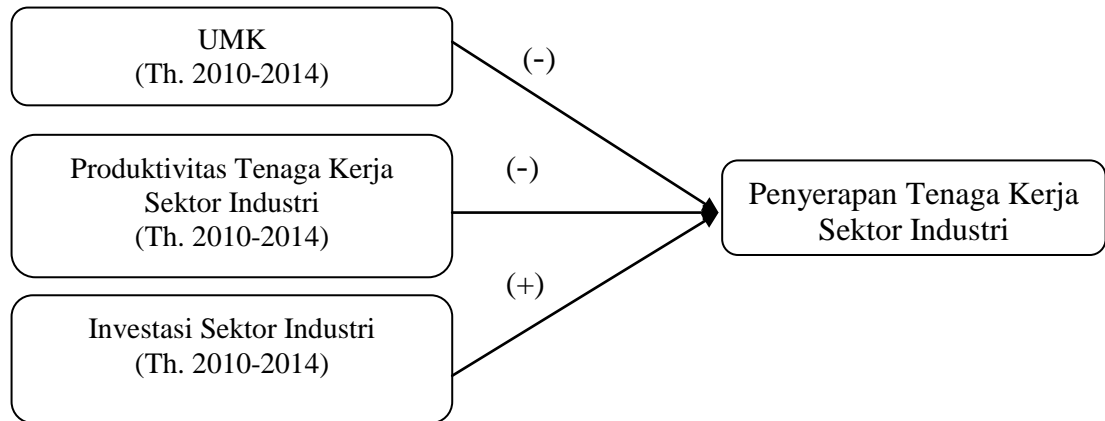 UMK
(Th. 2010-2014)
(-)
Produktivitas Tenaga Kerja
Sektor Industri
(Th. 2010-2014)
(-)
Penyerapan Tenaga Kerja
Sektor Industri
(+)
Investasi Sektor Industri
(Th. 2010-2014)